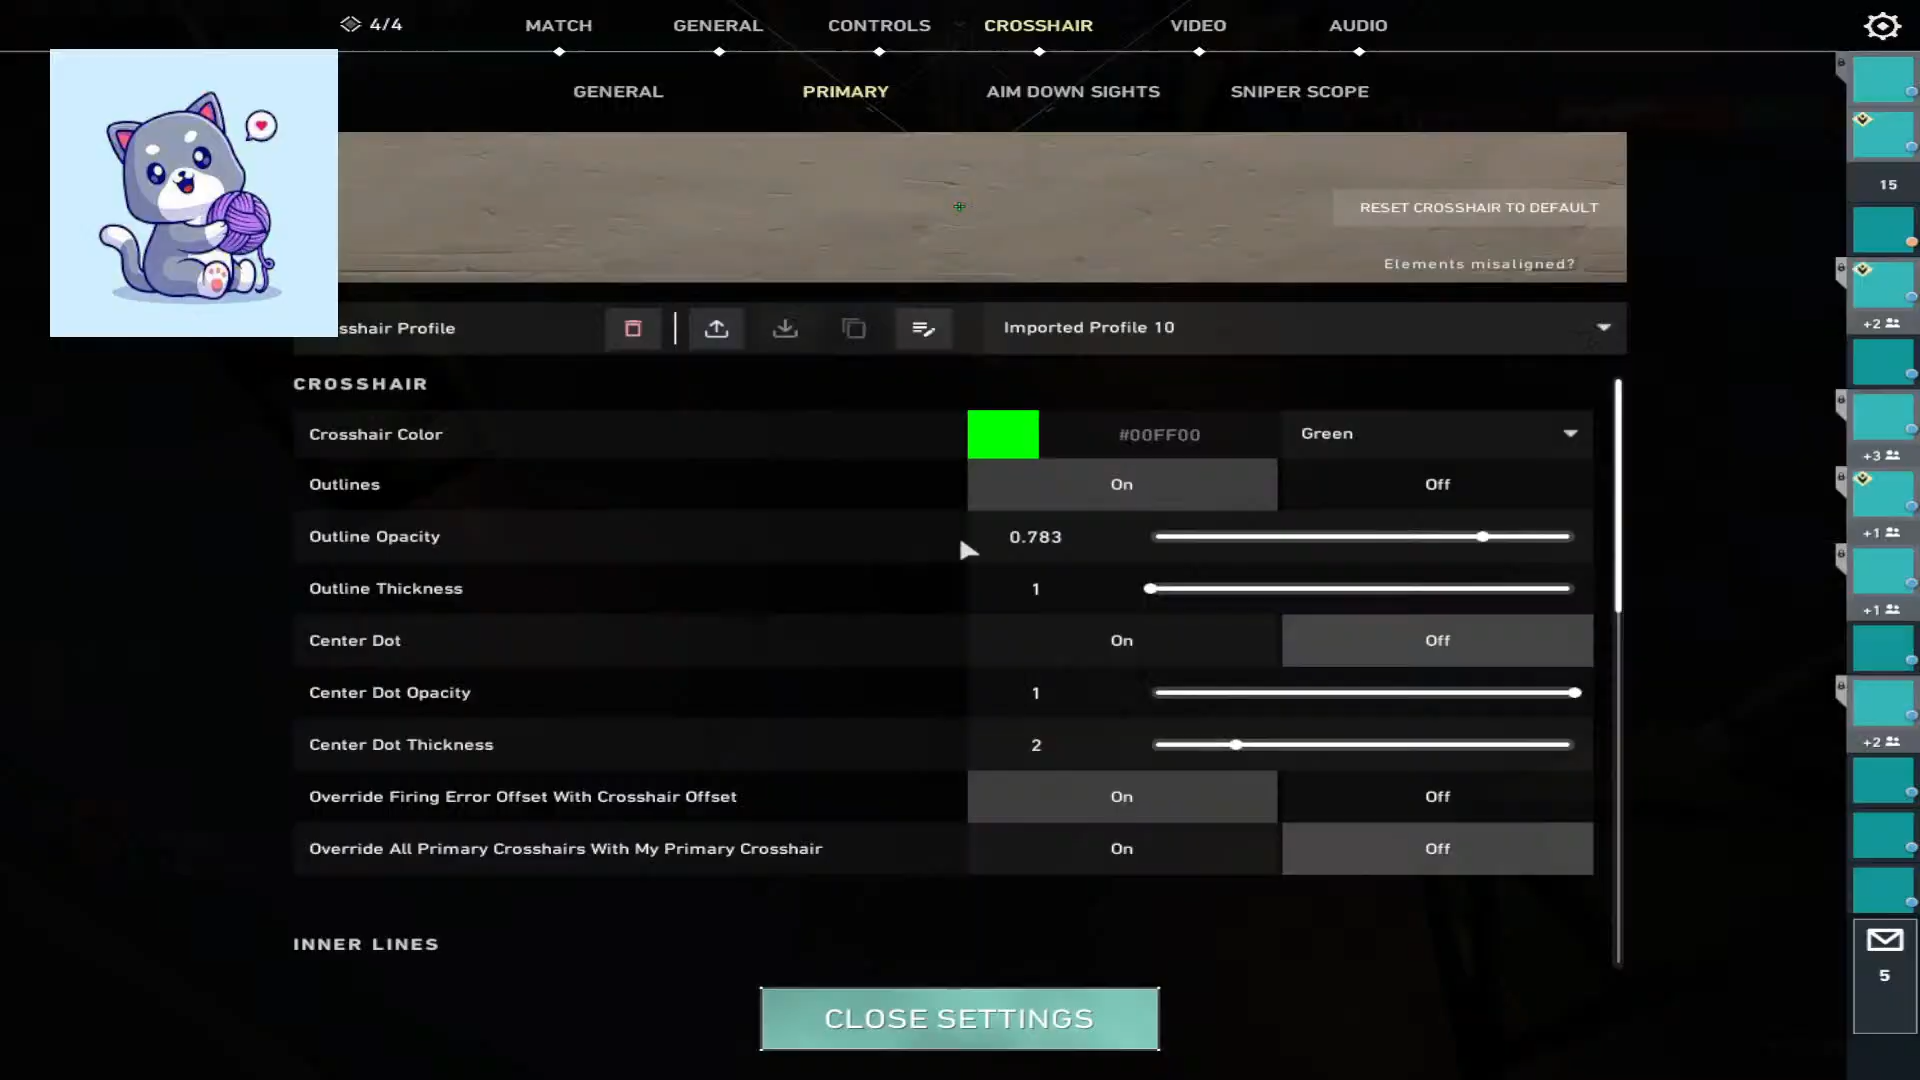 4/4
MATCH
GENERAL
CONTROLS
CROSSHAIR
VIDEO
AUDIO
GENERAL
PRIMARY
AIM DOWN SIGHTS
SNIPER SCOPE
RESET CROSSHAIR TO DEFAULT
Elements misaligned?
sshair Profile
Imported Profile 10
CROSSHAIR
Crosshair Color
#00FF00
Green
Outlines
On
Off
Outline Opacity
0.783
Outline Thickness
1
Center Dot
On
Off
Center Dot Opacity
1
Center Dot Thickness
2
Override Firing Error Offset With Crosshair Offset
On
Off
Override All Primary Crosshairs With My Primary Crosshair
On
Off
INNER LINES
CLOSE SETTINGS
15
+2
+3
+1
+1
+2
5